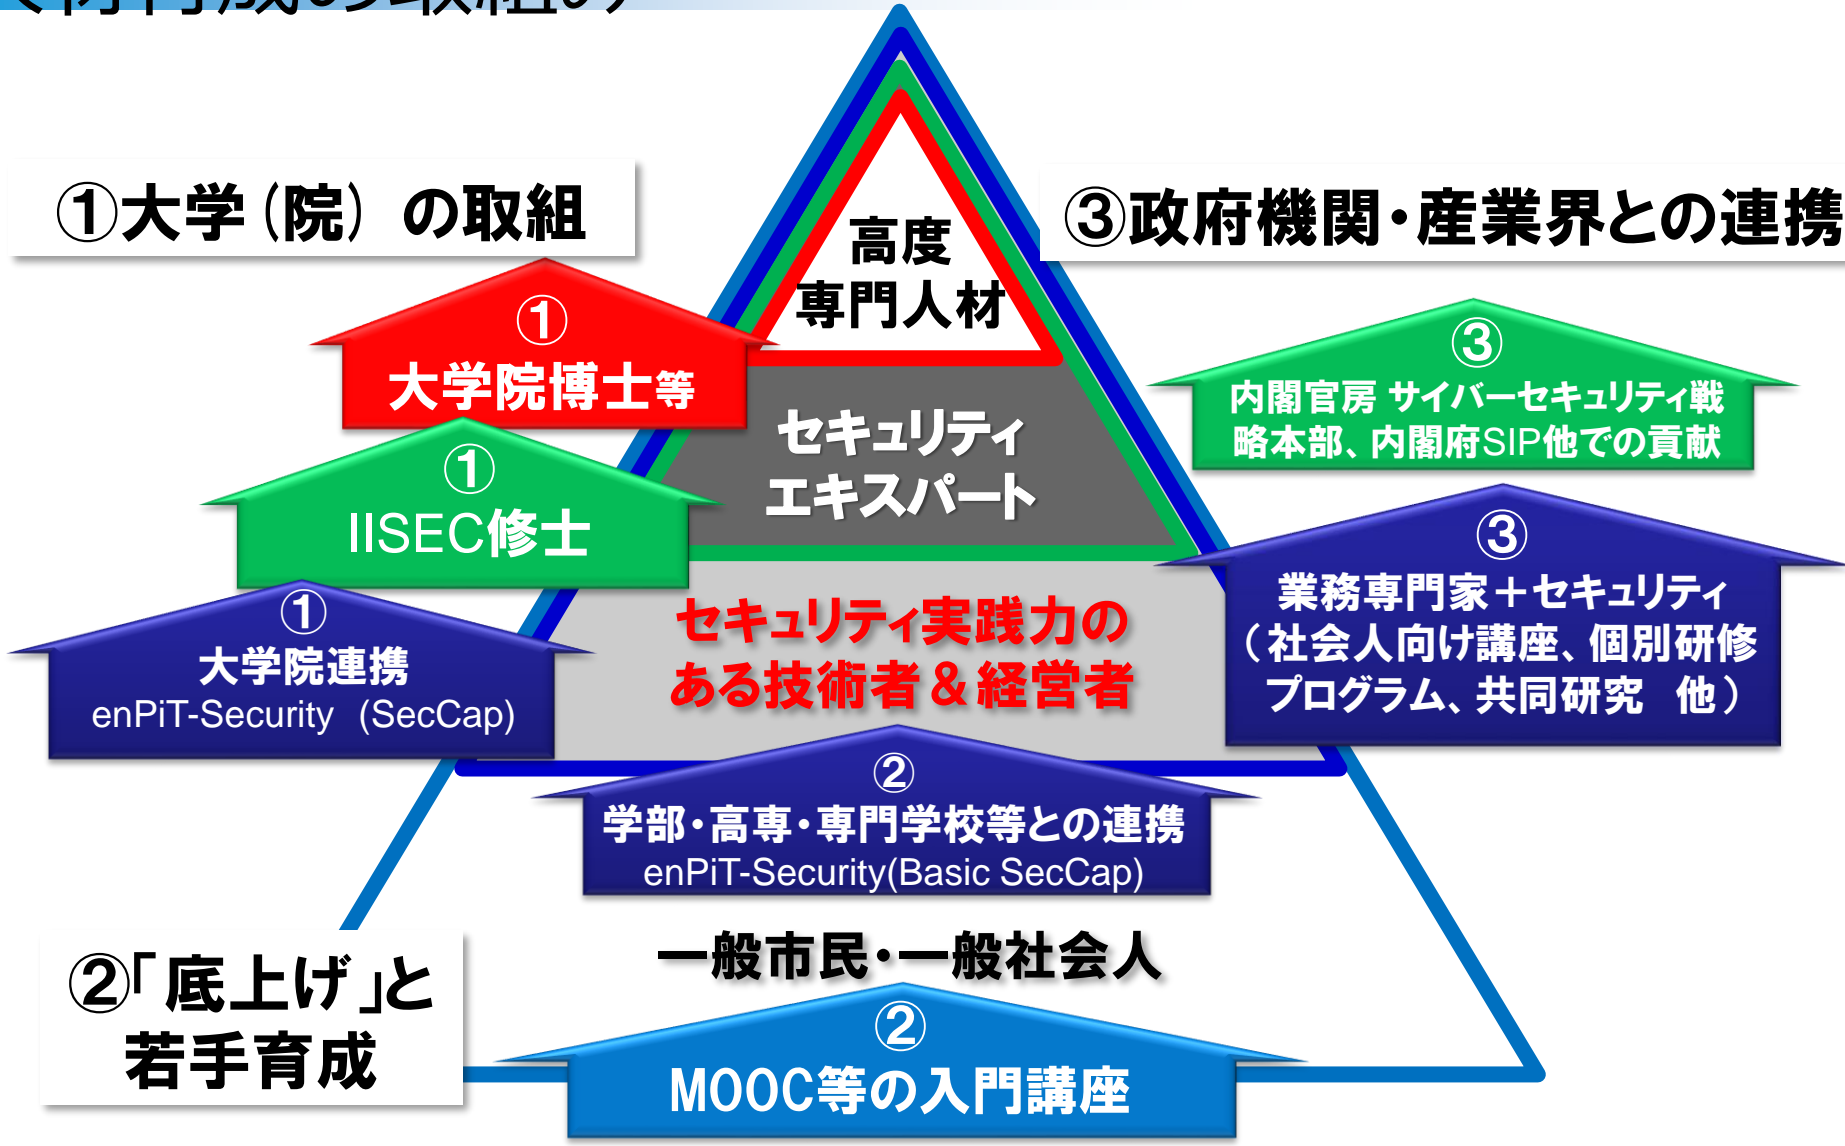 材育成の取組み
①大学（院）の取組
③政府機関・産業界との連携
高度
専門人材
①
大学院博士等
③
内閣官房 サイバーセキュリティ戦
略本部、内閣府SIP他での貢献
セキュリティ
エキスパート
①
IISEC修士
③
業務専門家＋セキュリティ
（社会人向け講座、個別研修
プログラム、共同研究　他）
①
大学院連携
enPiT-Security (SecCap)
セキュリティ実践力の
ある技術者＆経営者
②
学部・高専・専門学校等との連携
enPiT-Security(Basic SecCap)
一般市民・一般社会人
②「底上げ」と
若手育成
②
MOOC等の入門講座